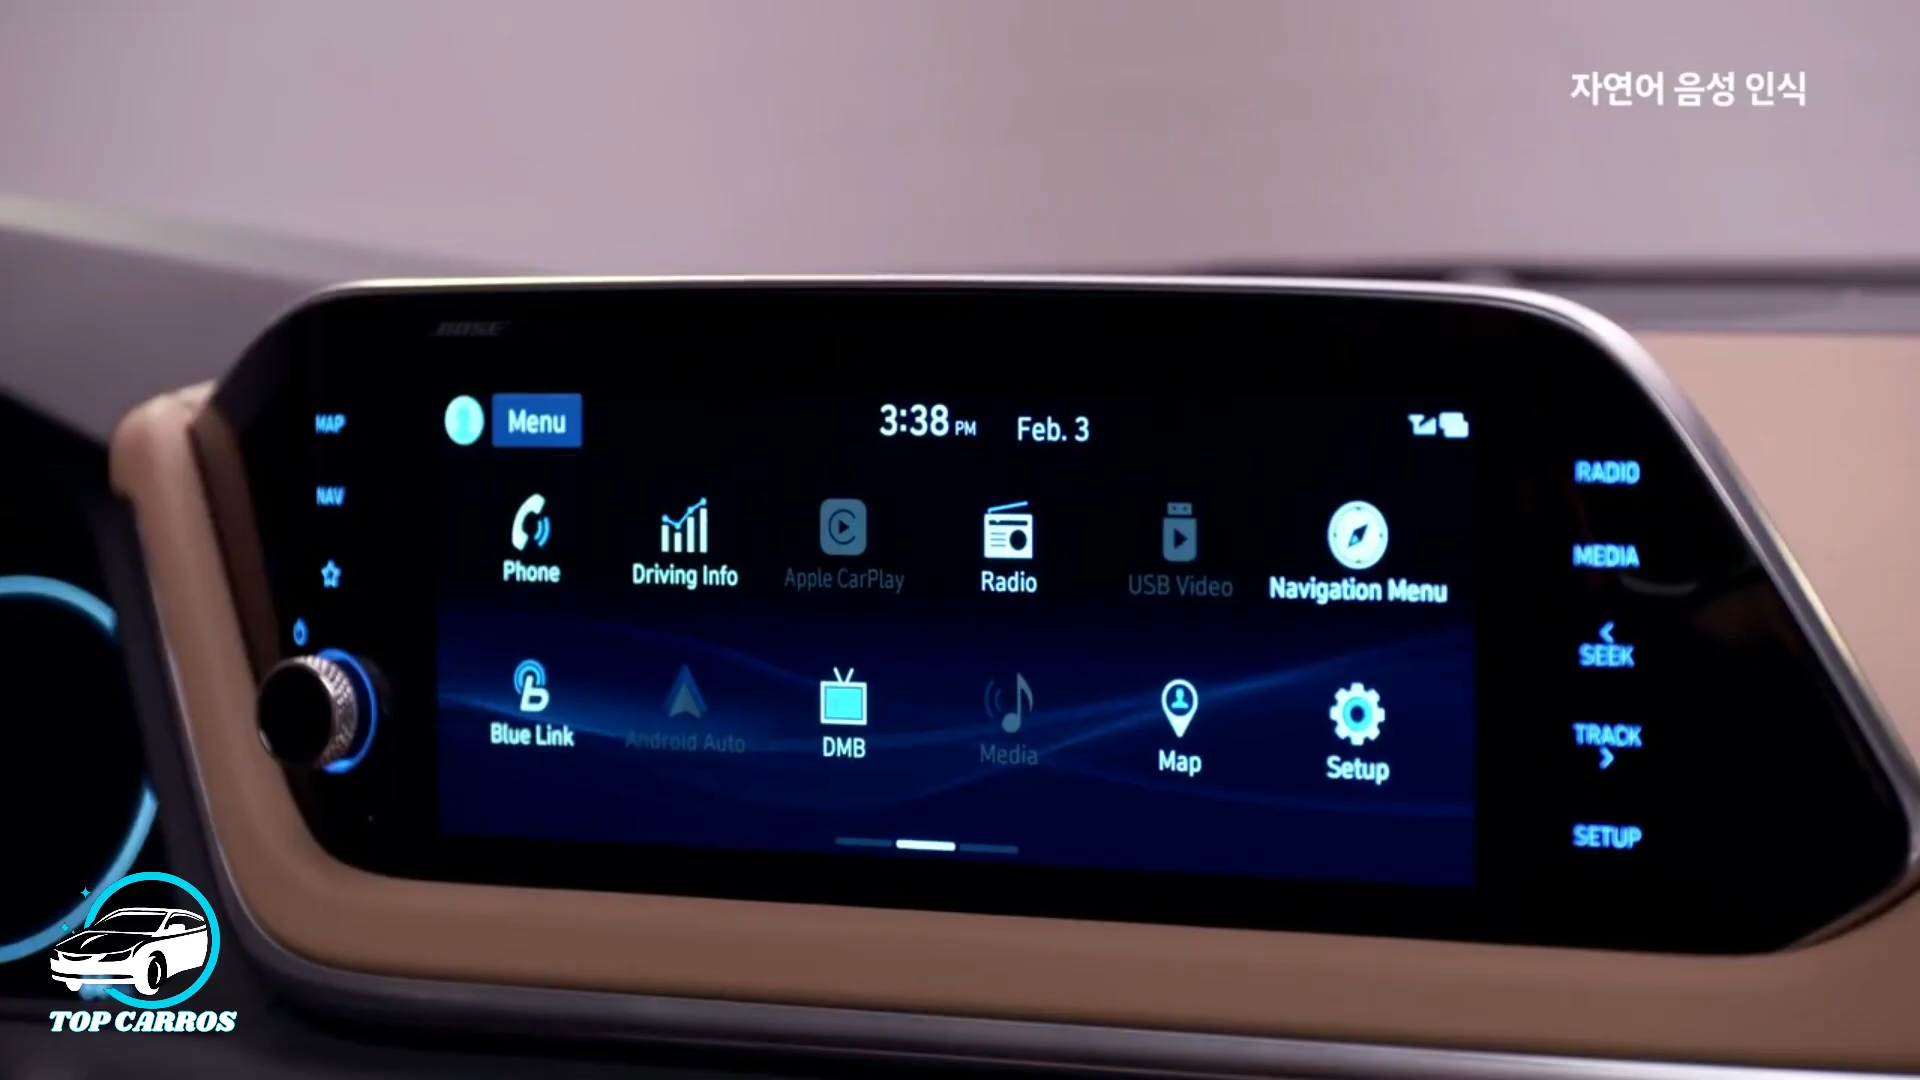 자연어 음성 인식
BOSE
MAP
NAV
Menu
3:38 PM Feb. 3
Phone
Driving Info
Apple CarPlay
Radio
USB Video
Navigation Menu
Blue Link
Android Auto
DMB
Media
Map
Setup
RADIO
MEDIA
< SEEK
TRACK >
SETUP
TOP CARROS